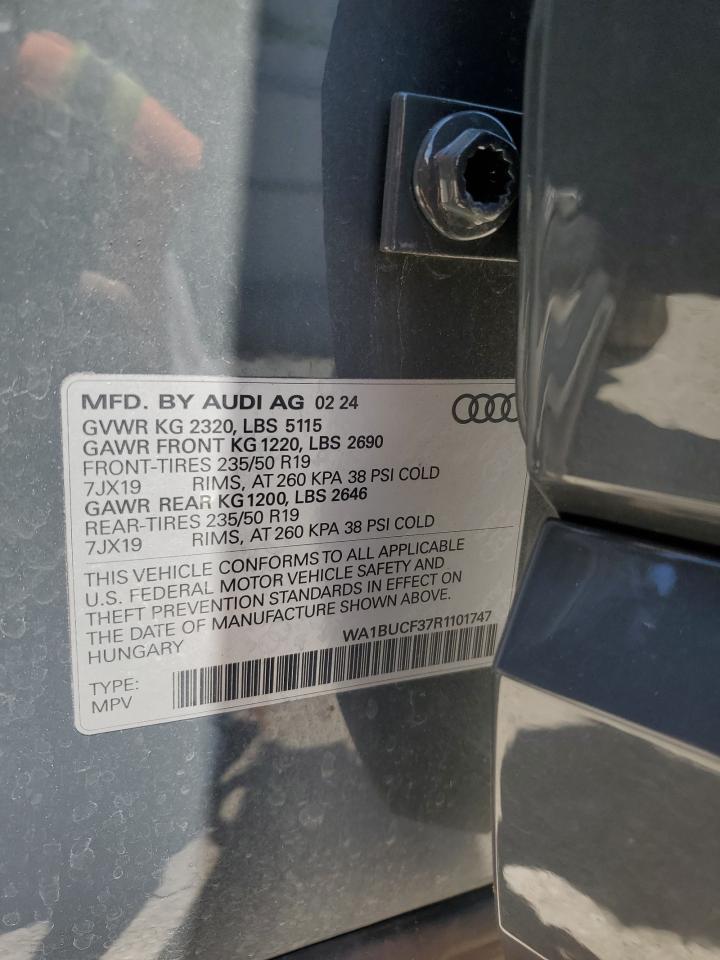 MFD. BY AUDI AG 02 24
GVWR KG 2320, LBS 5115
GAWR FRONT KG 1220, LBS 2690
FRONT-TIRES 235/50 R19
7JX19 RIMS, AT 260 KPA 38 PSI COLD
GAWR REAR KG 1200, LBS 2646
REAR-TIRES 235/50 R19
7JX19 RIMS, AT 260 KPA 38 PSI COLD
THIS VEHICLE CONFORMS TO ALL APPLICABLE
U.S. FEDERAL MOTOR VEHICLE SAFETY AND
THEFT PREVENTION STANDARDS IN EFFECT ON
THE DATE OF MANUFACTURE SHOWN ABOVE.
HUNGARY WA1BUCF37R1101747
TYPE:
MPV